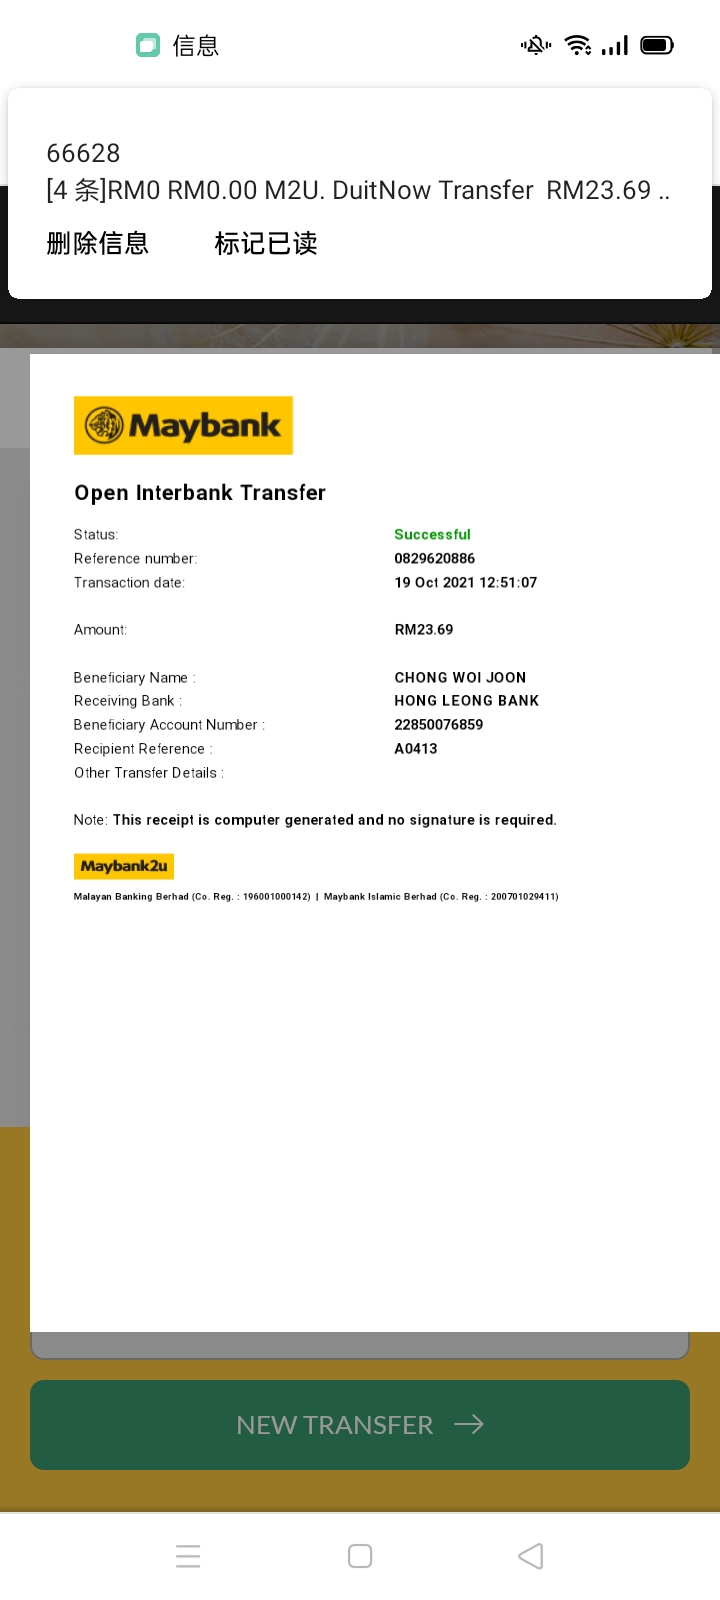 信息
66628
[4 条]RM0 RM0.00 M2U. DuitNow Transfer  RM23.69 ..
删除信息 标记已读
Maybank
Open Interbank Transfer
Status: Successful
Reference number: 0829620886
Transaction date: 19 Oct 2021 12:51:07
Amount: RM23.69
Beneficiary Name : CHONG WOI JOON
Receiving Bank : HONG LEONG BANK
Beneficiary Account Number : 22850076859
Recipient Reference : A0413
Other Transfer Details :
Note: This receipt is computer generated and no signature is required.
Maybank2u
Malayan Banking Berhad (Co. Reg. : 196001000142) | Maybank Islamic Berhad (Co. Reg. : 200701029411)
NEW TRANSFER